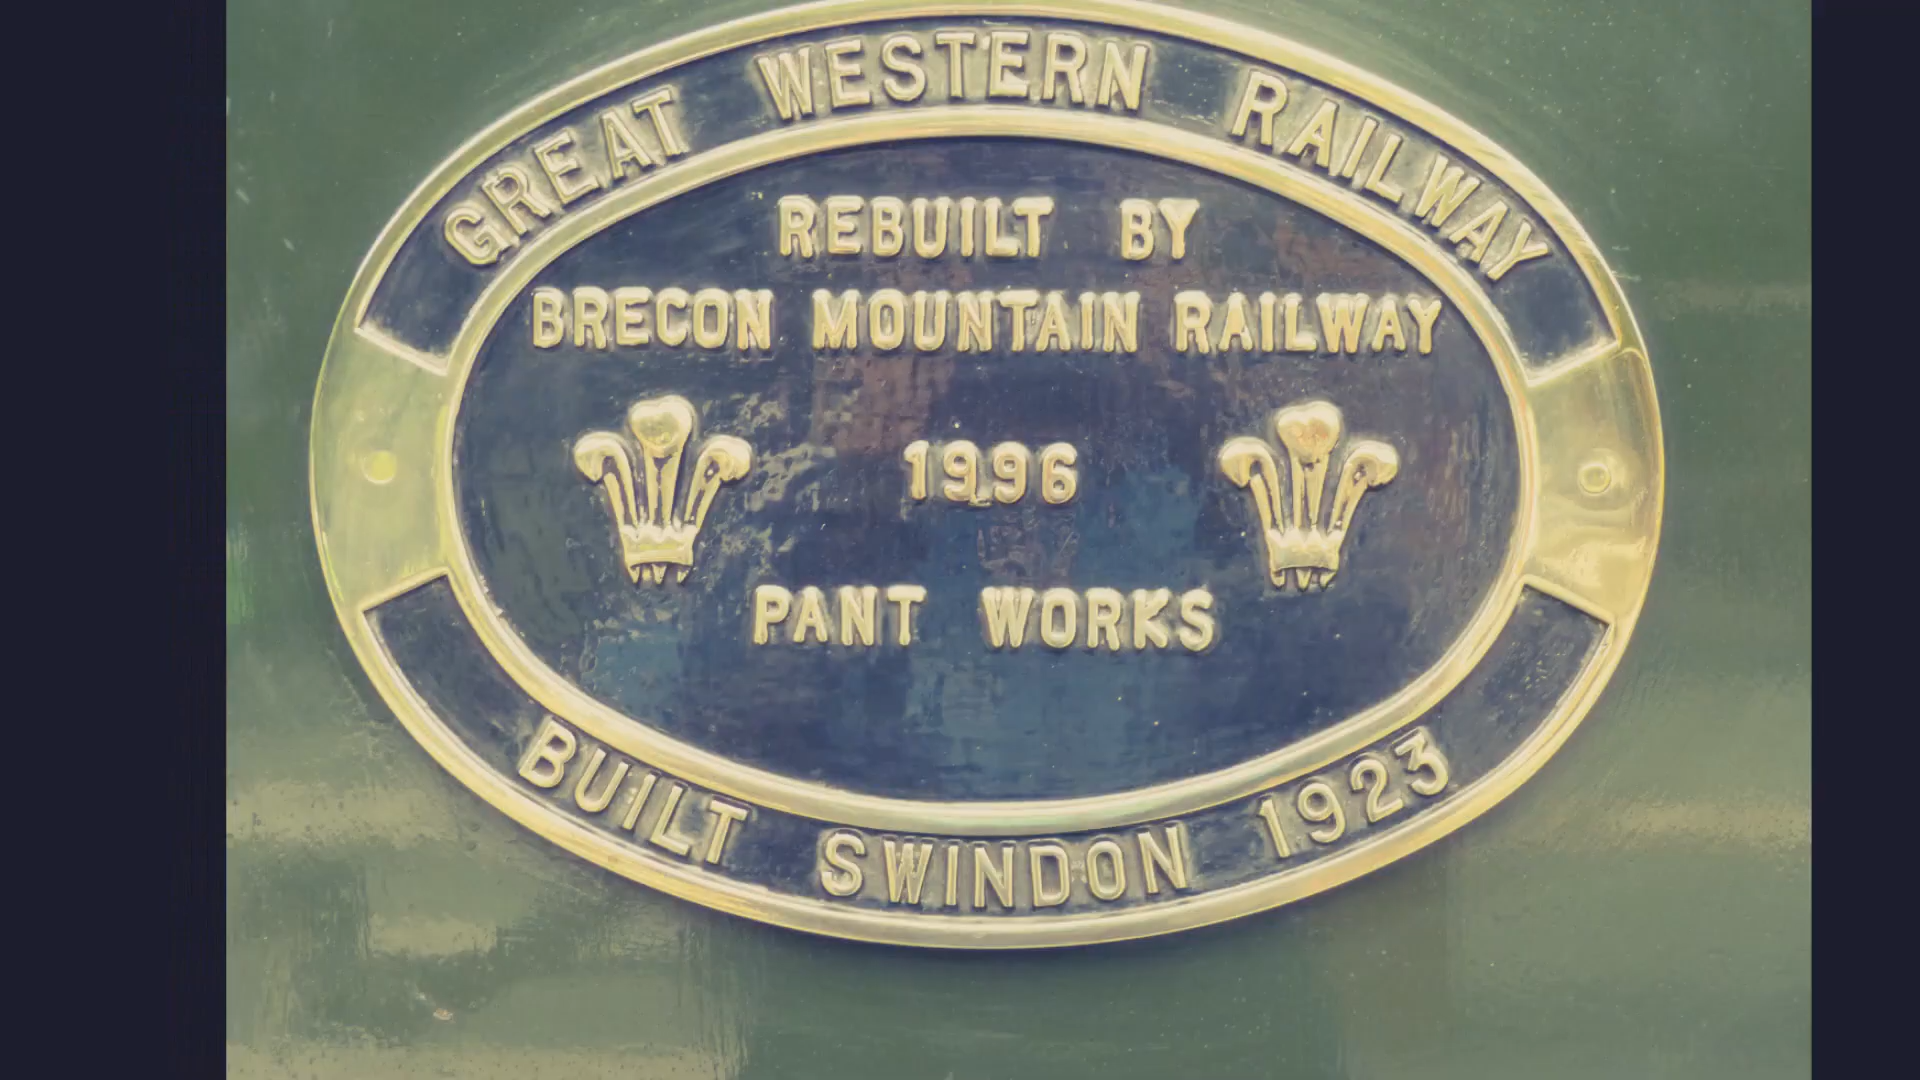 GREAT WESTERN RAILWAY
REBUILT BY
BRECON MOUNTAIN RAILWAY
1996
PANT WORKS
BUILT SWINDON 1923